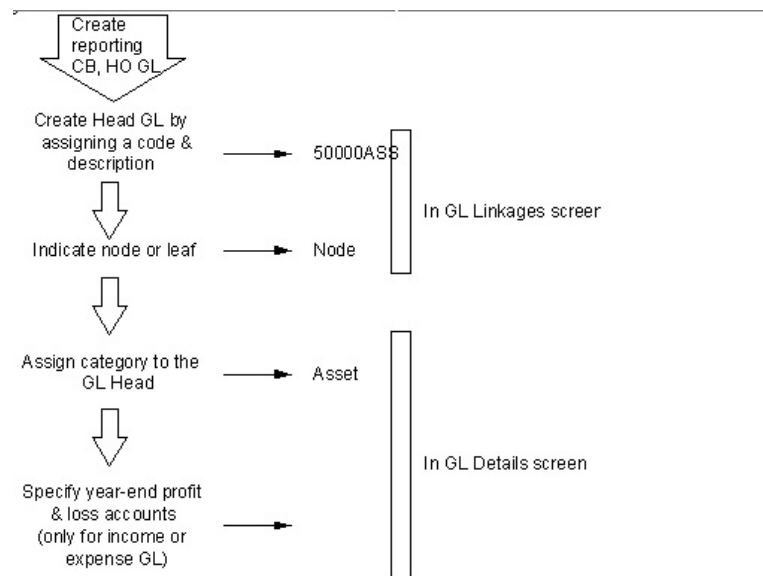 Create
reporting
CB, HO GL
Create Head GL by
assigning a code &
description
50000ASS
In GL Linkages screer
Indicate node or leaf
Node
Assign category to the
GL Head
Asset
In GL Details screen
Specify year-end profit
& loss accounts
(only for income or
expense GL)